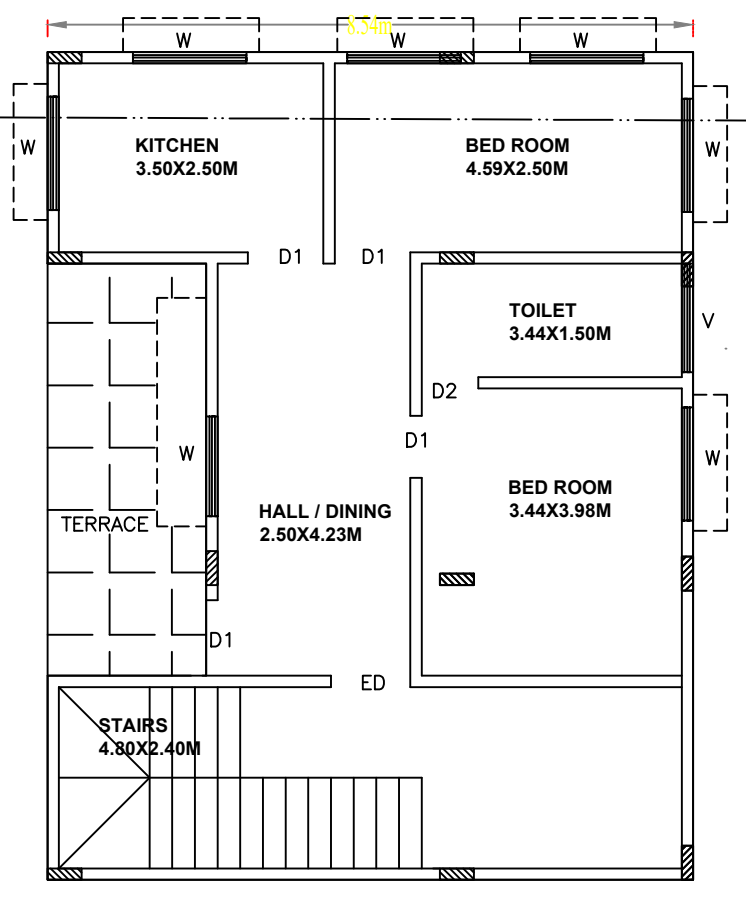 8.54m
W
W
W
W
KITCHEN
3.50X2.50M
BED ROOM
4.59X2.50M
W
D1
D1
TOILET
3.44X1.50M
V
D2
D1
W
W
BED ROOM
3.44X3.98M
HALL / DINING
2.50X4.23M
TERRACE
D1
ED
STAIRS
4.80X2.40M